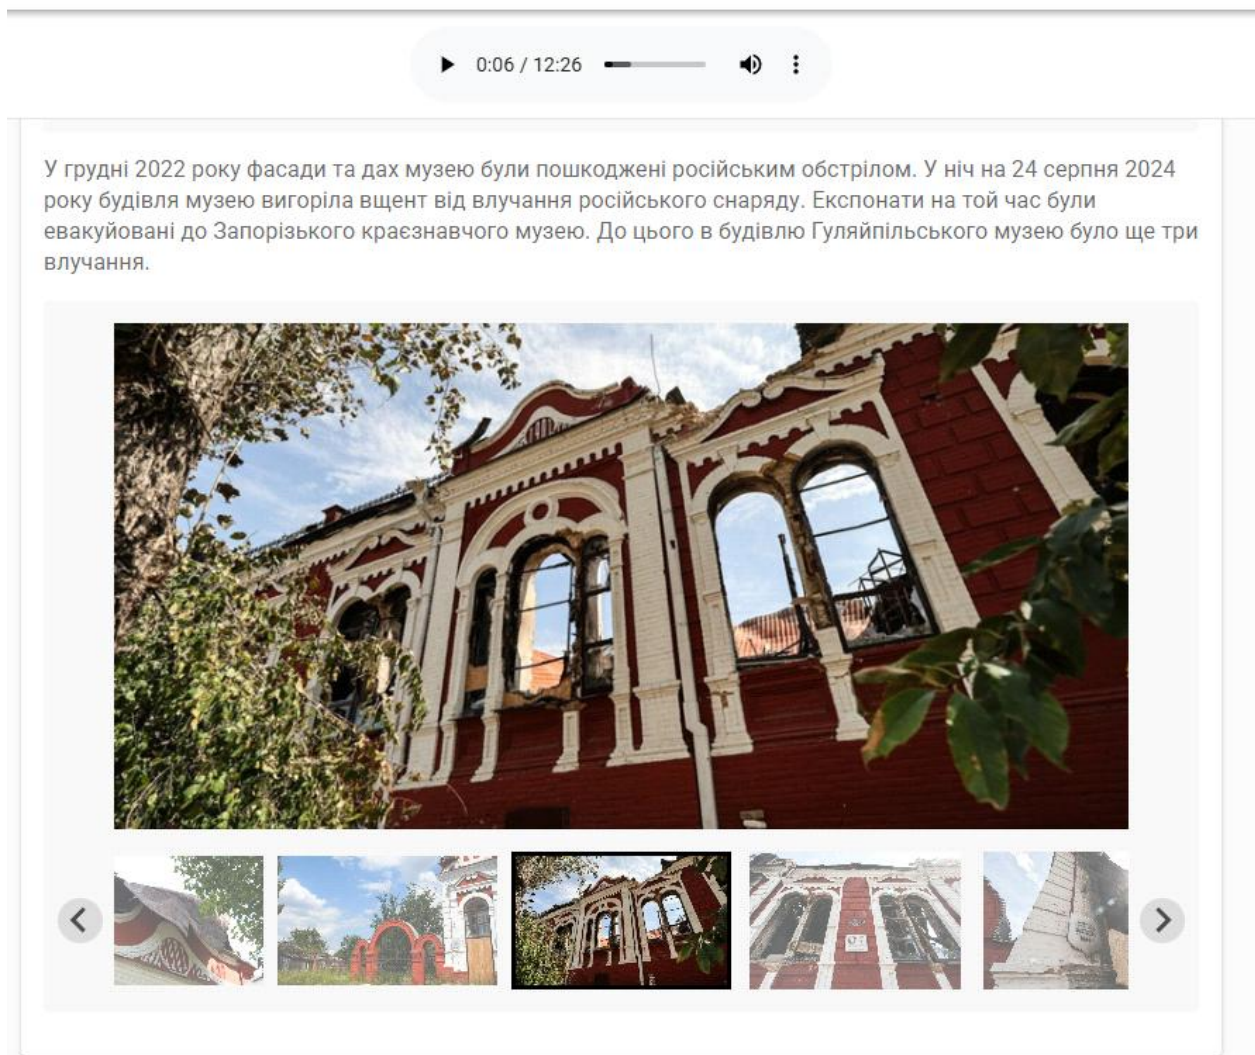 0:06 / 12:26
У грудні 2022 року фасади та дах музею були пошкоджені російським обстрілом. У ніч на 24 серпня 2024
року будівля музею вигоріла вщент від влучання російського снаряду. Експонати на той час були
евакуйовані до Запорізького краєзнавчого музею. До цього в будівлю Гуляйпільського музею було ще три
влучання.